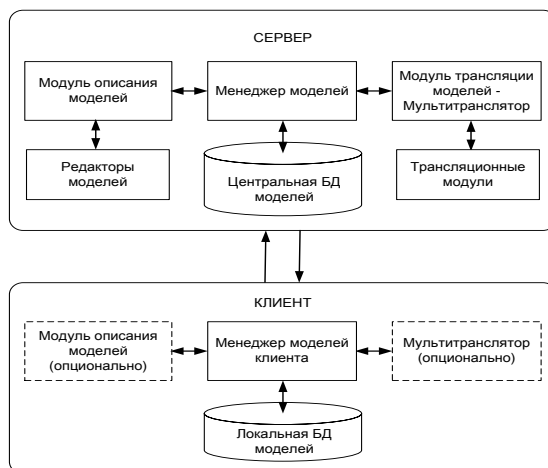 СЕРВЕР
Модуль описания
моделей
Менеджер моделей
Модуль трансляции
моделей -
Мультитранслятор
Редакторы
моделей
Центральная БД
моделей
Трансляционные
модули
КЛИЕНТ
Модуль описания
моделей
(опционально)
Менеджер моделей
клиента
Мультитранслятор
(опционально)
Локальная БД
моделей